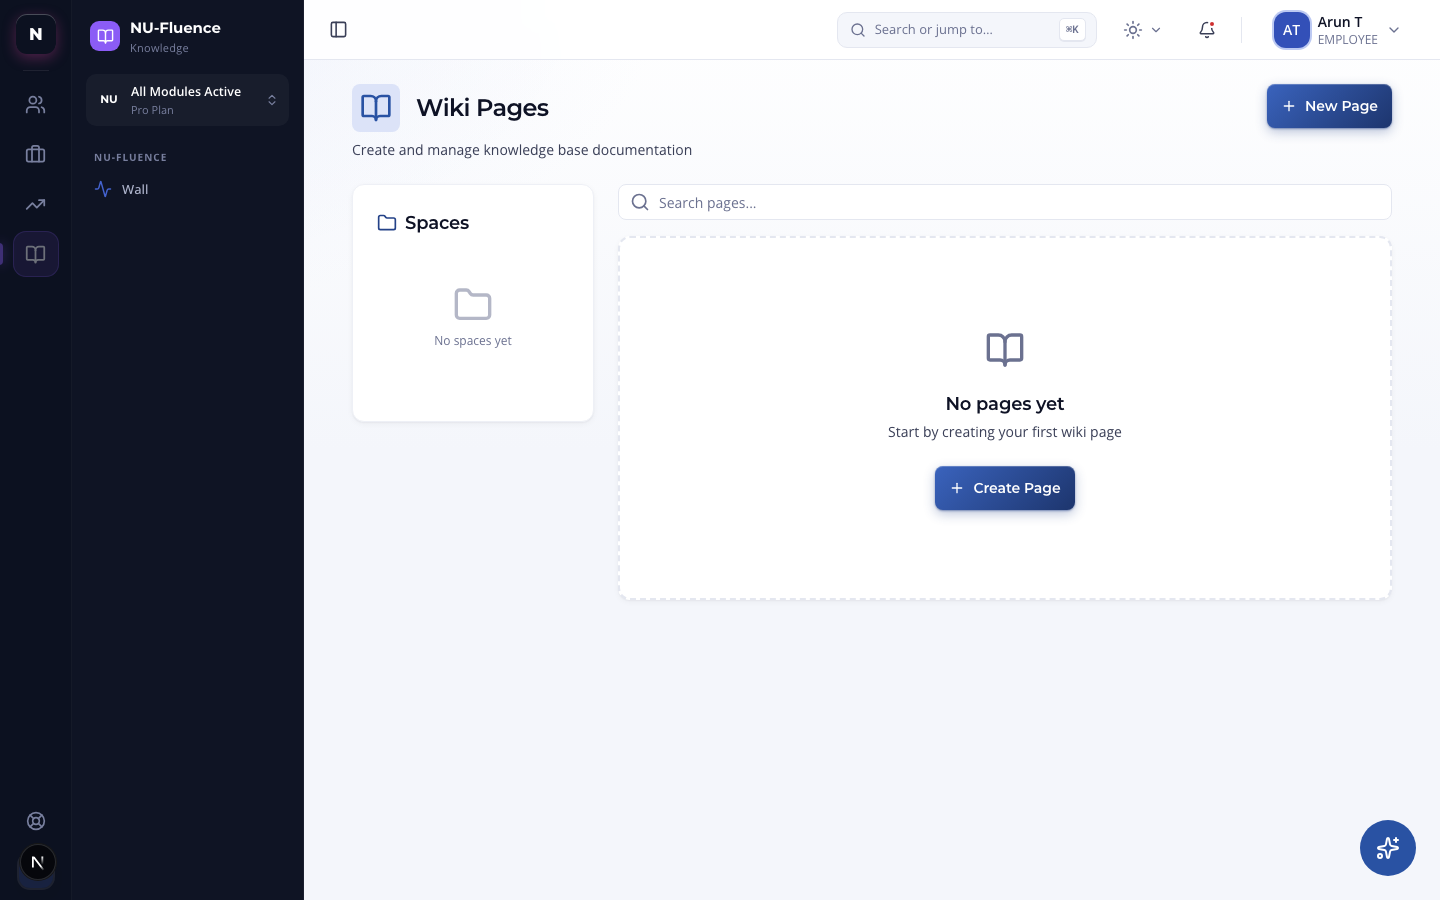 N
NU-Fluence
Knowledge
NU
All Modules Active
Pro Plan
NU-FLUENCE
Wall
N
Search or jump to...
⌘K
AT
Arun T
EMPLOYEE
Wiki Pages
New Page
Create and manage knowledge base documentation
Spaces
No spaces yet
Search pages...
No pages yet
Start by creating your first wiki page
Create Page